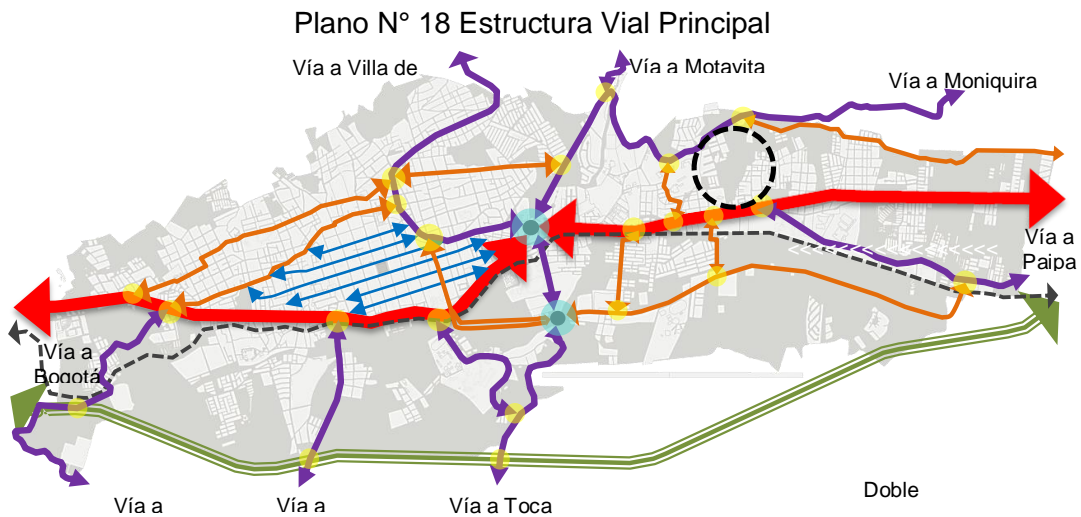 Plano N° 18 Estructura Vial Principal
Vía a Villa de
Vía a Motavita
Vía a Moniquira
Vía a
Paipa
Vía a
Bogotá
Vía a
Vía a
Vía a Toca
Doble